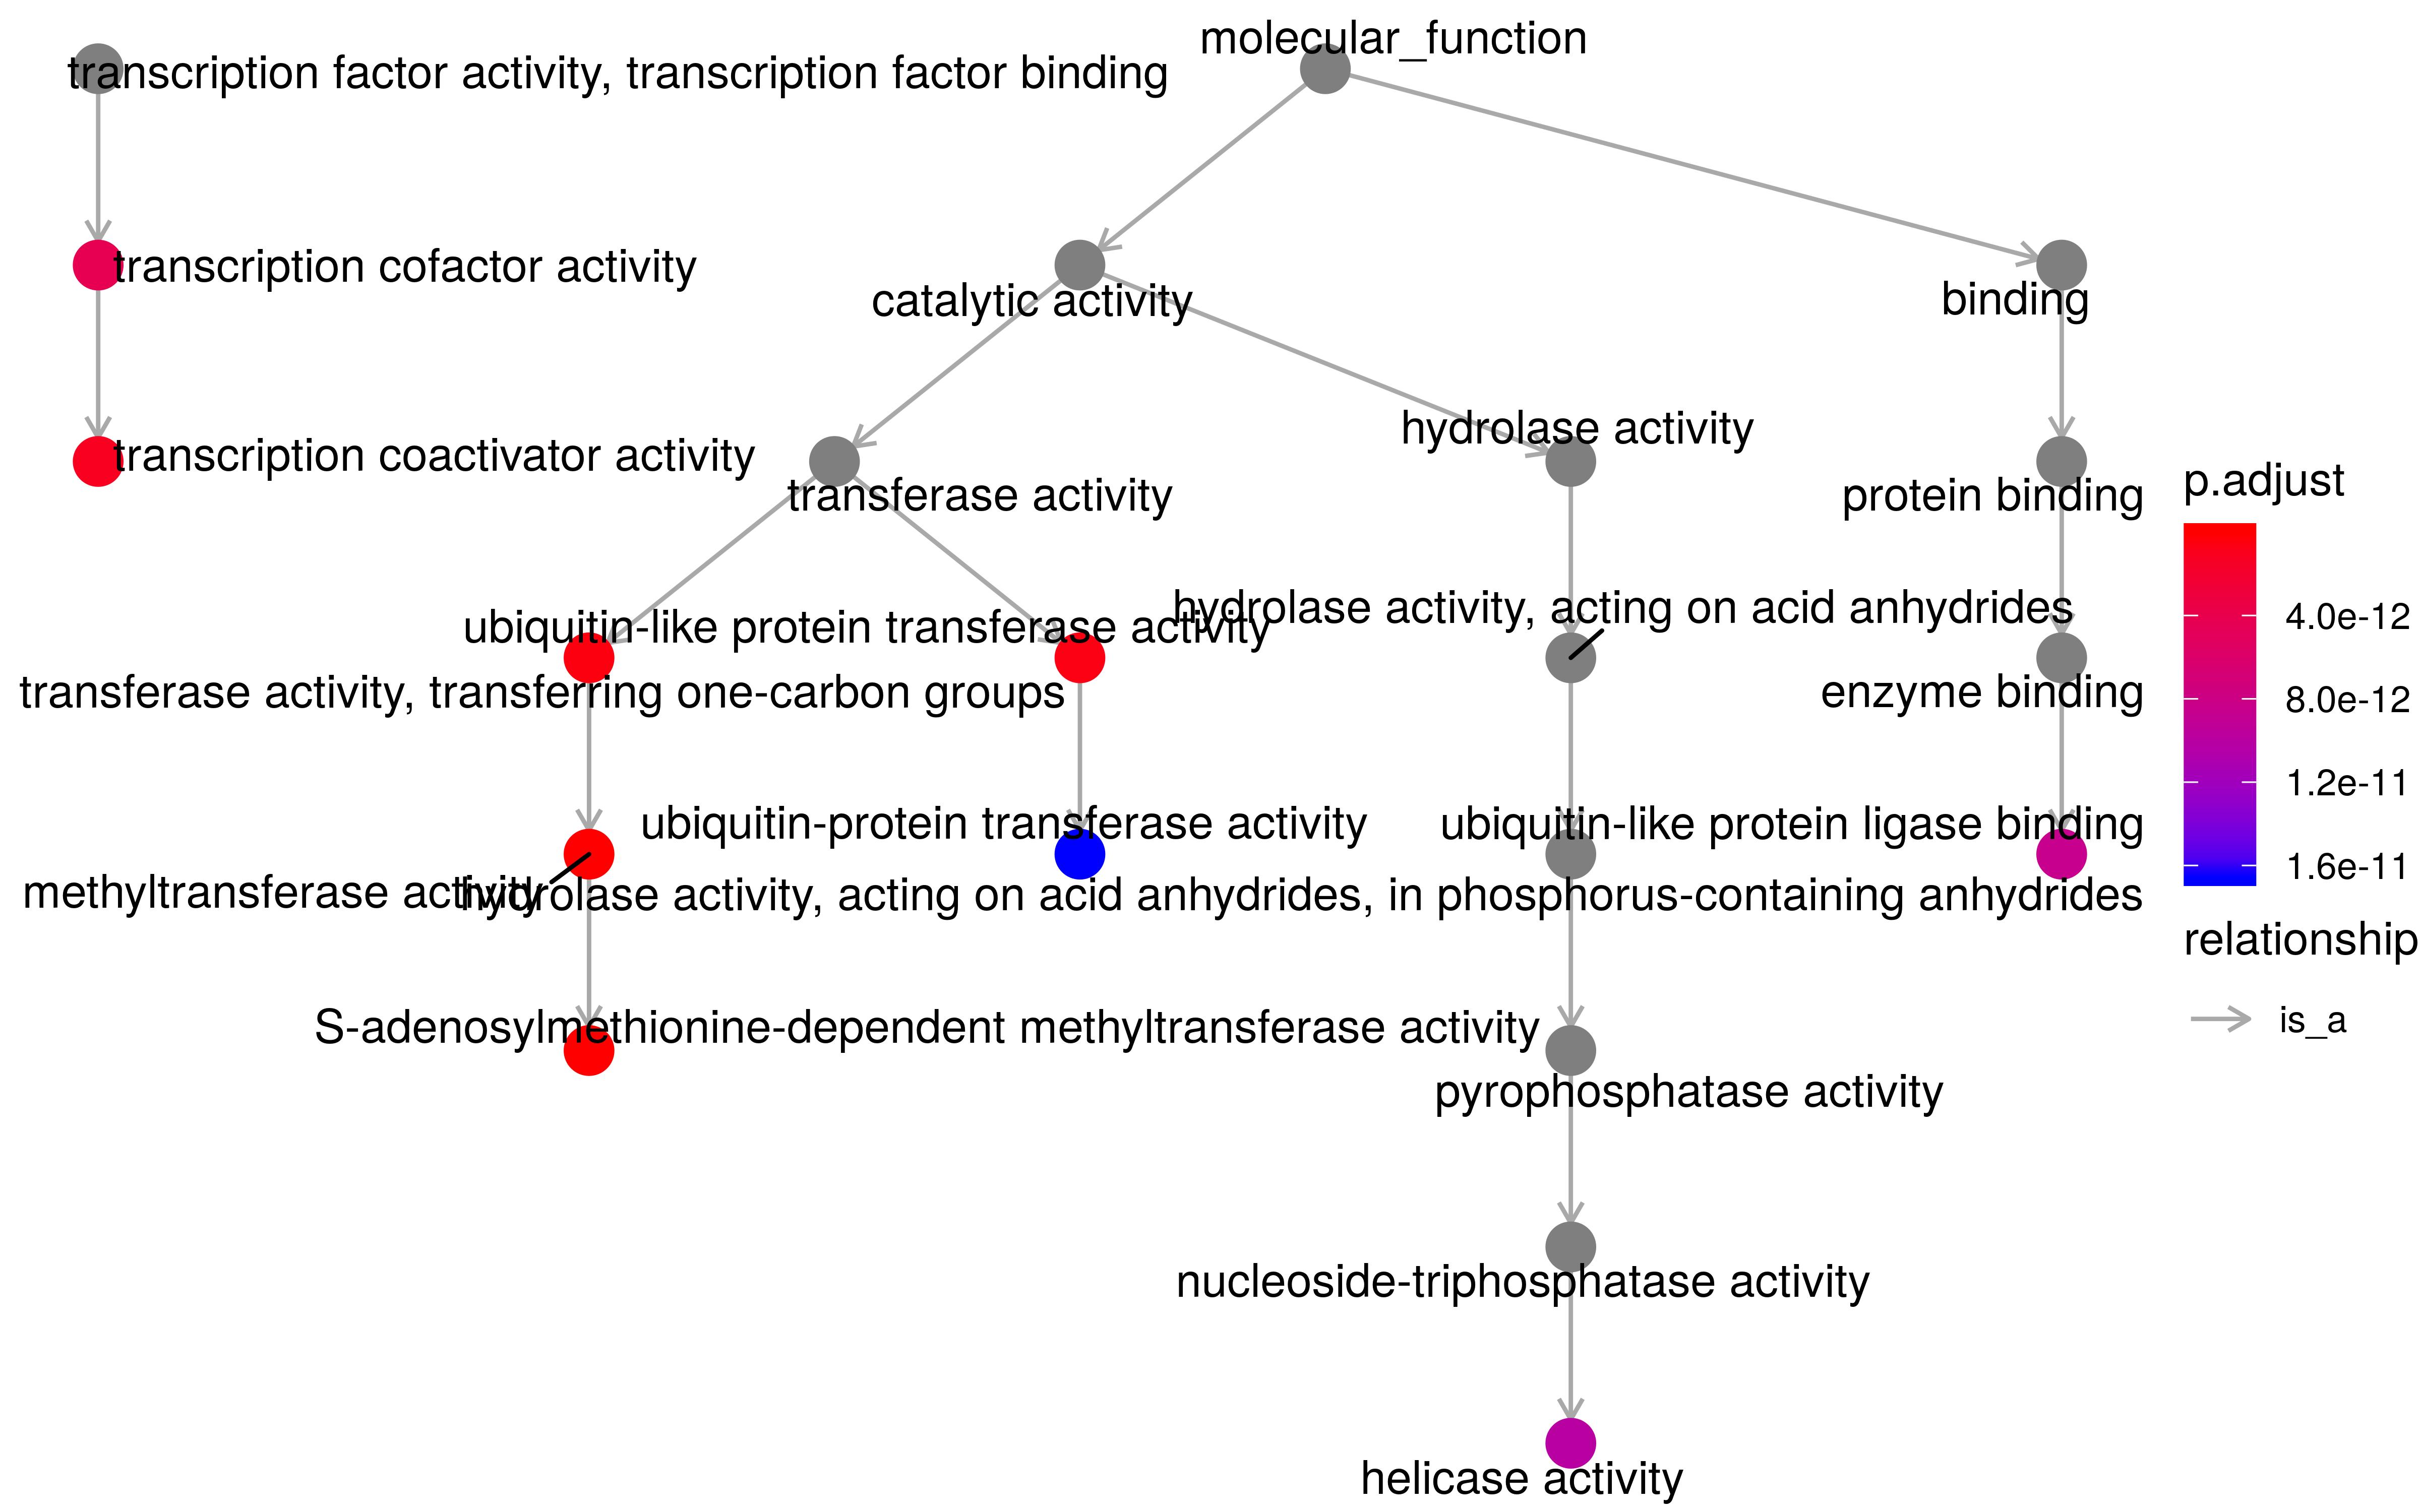 molecular_function
transcription factor activity, transcription factor binding
transcription cofactor activity
catalytic activity
binding
hydrolase activity
transcription coactivator activity
transferase activity
protein binding
p.adjust
hydrolase activity, acting on acid anhydrides
4.0e-12
ubiquitin-like protein transferase activity
transferase activity, transferring one-carbon groups
enzyme binding
8.0e-12
1.2e-11
ubiquitin-protein transferase activity
ubiquitin-like protein ligase binding
1.6e-11
methyltransferase activity
hydrolase activity, acting on acid anhydrides, in phosphorus-containing anhydrides
relationship
is_a
S-adenosylmethionine-dependent methyltransferase activity
pyrophosphatase activity
nucleoside-triphosphatase activity
helicase activity